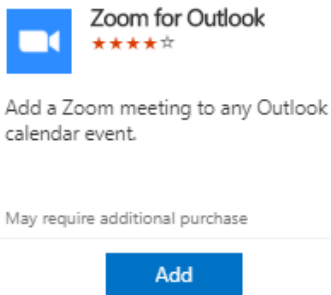 Zoom for Outlook
Add a Zoom meeting to any Outlook
calendar event.
May require additional purchase
Add